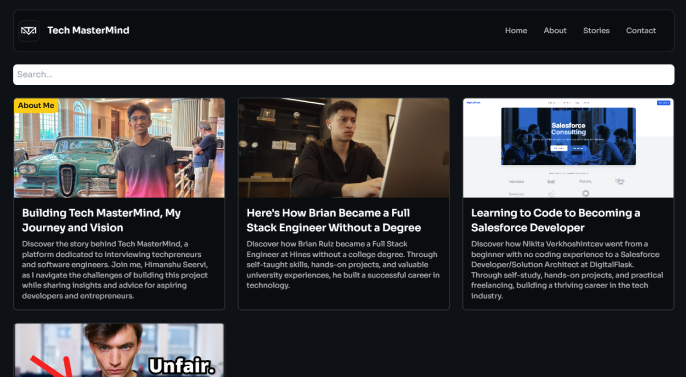 Tech MasterMind
Home About Stories Contact
Search...
About Me
Building Tech MasterMind, My
Journey and Vision
Discover the story behind Tech MasterMind, a
platform dedicated to interviewing techpreneurs
and software engineers. Join me, Himanshu Seervi,
as I navigate the challenges of building this project
while sharing insights and advice for aspiring
developers and entrepreneurs.
Here's How Brian Became a Full
Stack Engineer Without a Degree
Discover how Brian Ruiz became a Full Stack
Engineer at Hines without a college degree. Through
self-taught skills, hands-on projects, and valuable
university experiences, he built a successful career in
technology.
Salesforce
Consulting
Learning to Code to Becoming a
Salesforce Developer
Discover how Nikita Verkhoshintcev went from a
beginner with no coding experience to a Salesforce
Developer/Solution Architect at DigitalFlask.
Through self-study, hands-on projects, and practical
freelancing, building a thriving career in the tech
industry.
Unfair.